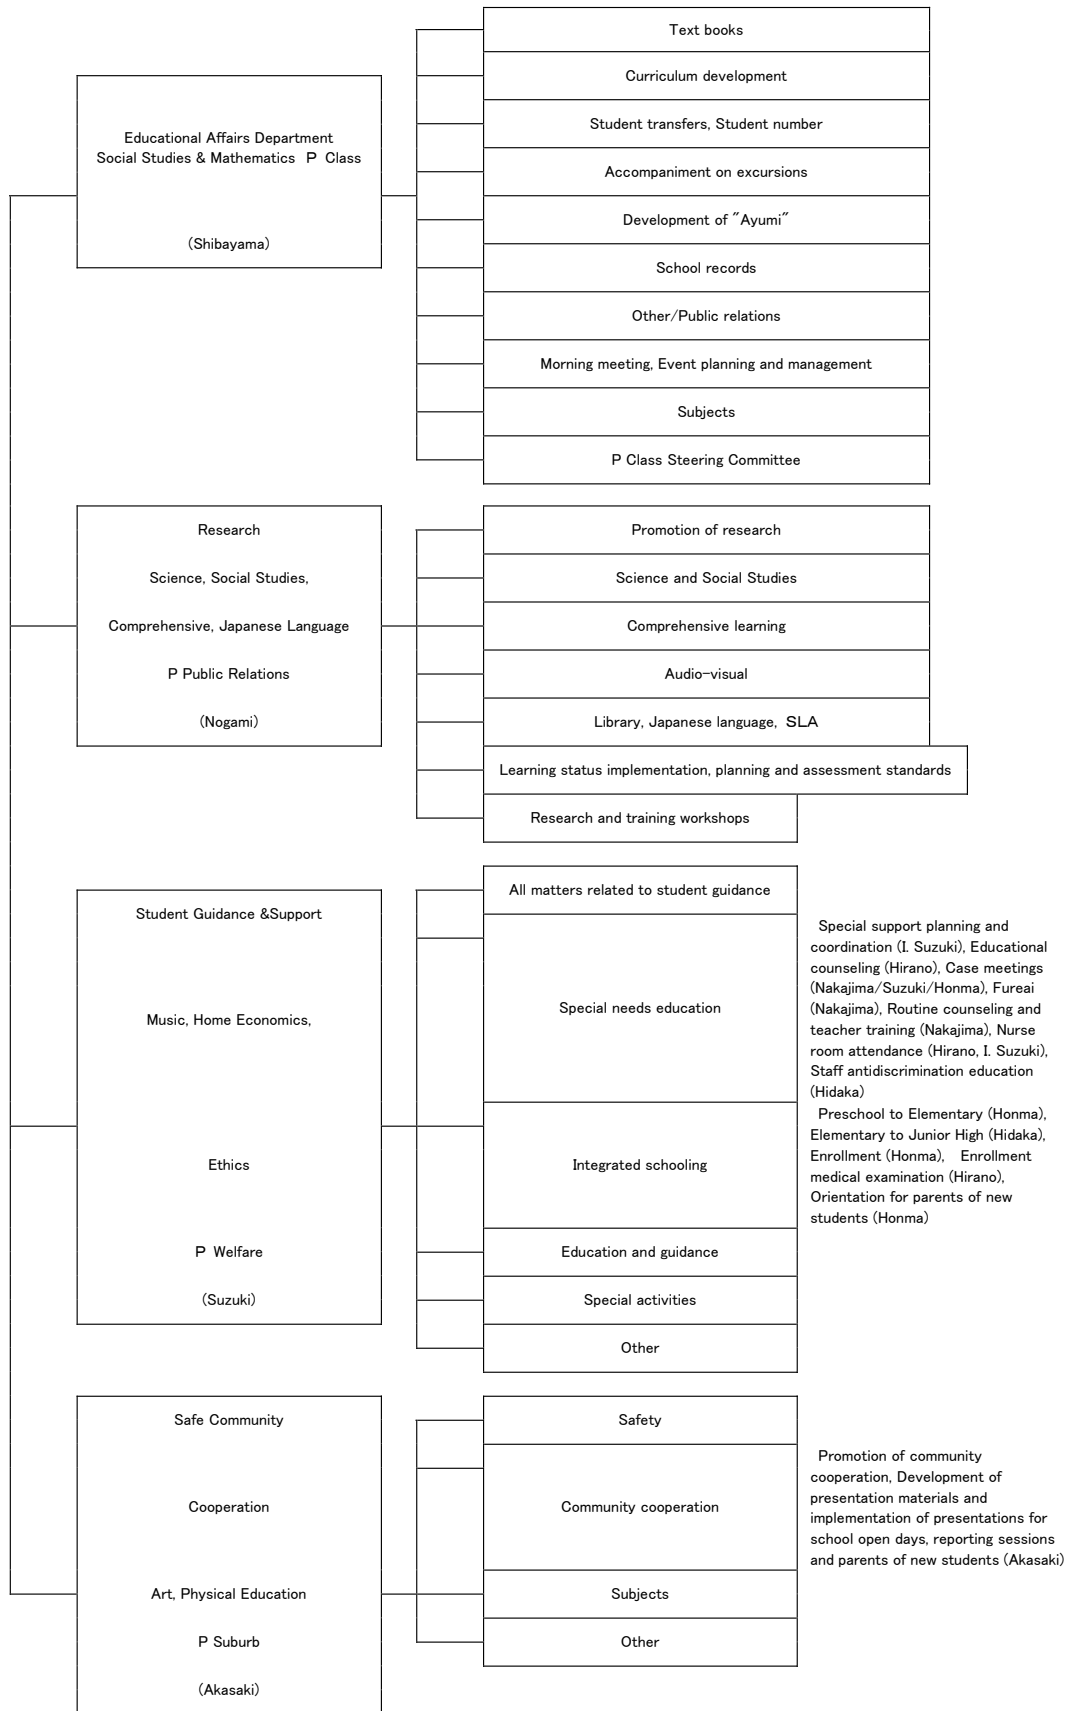 Educational Affairs Department
Social Studies & Mathematics P Class
(Shibayama)
Text books
Curriculum development
Student transfers, Student number
Accompaniment on excursions
Development of "Ayumi"
School records
Other/Public relations
Morning meeting, Event planning and management
Subjects
P Class Steering Committee
Research
Science, Social Studies,
Comprehensive, Japanese Language
P Public Relations
(Nogami)
Promotion of research
Science and Social Studies
Comprehensive learning
Audio-visual
Library, Japanese language, SLA
Learning status implementation, planning and assessment standards
Research and training workshops
Student Guidance &Support
Music, Home Economics,
Ethics
P Welfare
(Suzuki)
All matters related to student guidance
Special needs education
Integrated schooling
Education and guidance
Special activities
Other
Special support planning and
coordination (I. Suzuki), Educational
counseling (Hirano), Case meetings
(Nakajima/Suzuki/Honma), Fureai
(Nakajima), Routine counseling and
teacher training (Nakajima), Nurse
room attendance (Hirano, I. Suzuki),
Staff antidiscrimination education
(Hidaka)
Preschool to Elementary (Honma),
Elementary to Junior High (Hidaka),
Enrollment (Honma), Enrollment
medical examination (Hirano),
Orientation for parents of new
students (Honma)
Safe Community
Cooperation
Art, Physical Education
P Suburb
(Akasaki)
Safety
Community cooperation
Subjects
Other
Promotion of community
cooperation, Development of
presentation materials and
implementation of presentations for
school open days, reporting sessions
and parents of new students (Akasaki)